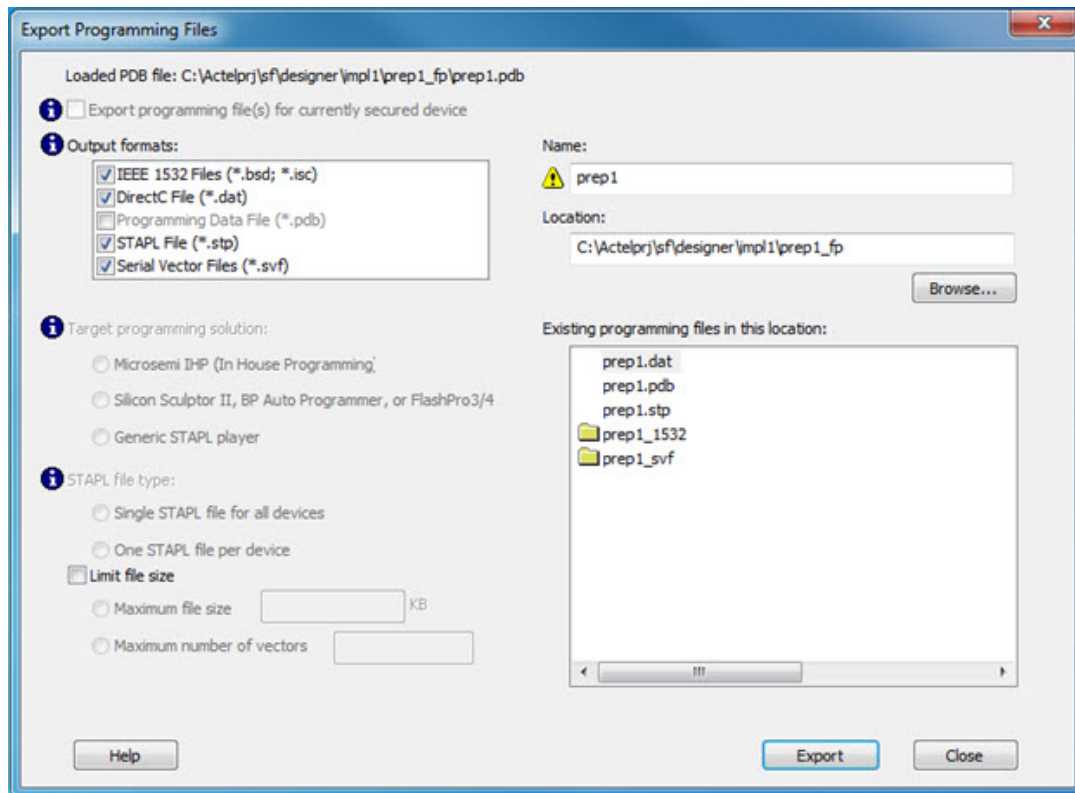 Export Programming Files
Loaded PDB file: C:\Actelprj\sf\designer\impl1\prep1_fp\prep1.pdb
Export programming file(s) for currently secured device
Output formats:
IEEE 1532 Files (*.bsd; *.isc)
DirectC File (*.dat)
Programming Data File (*.pdb)
STAPL File (*.stp)
Serial Vector Files (*.svf)
Target programming solution:
Microsemi IHP (In House Programming)
Silicon Sculptor II, BP Auto Programmer, or FlashPro3/4
Generic STAPL player
STAPL file type:
Single STAPL file for all devices
One STAPL file per device
Limit file size
Maximum file size KB
Maximum number of vectors
Name:
prep1
Location:
C:\Actelprj\sf\designer\impl1\prep1_fp
Browse...
Existing programming files in this location:
prep1.dat
prep1.pdb
prep1.stp
prep1_1532
prep1_svf
Help
Export
Close